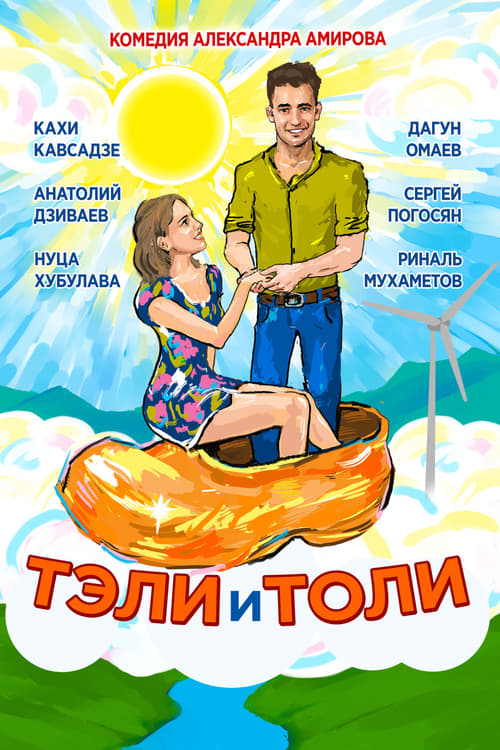 КОМЕДИЯ АЛЕКСАНДРА АМИРОВА
КАХИ
КАВСАДЗЕ
АНАТОЛИЙ
ДЗИВАЕВ
НУЦА
ХУБУЛАВА
ДАГУН
ОМАЕВ
СЕРГЕЙ
ПОГОСЯН
РИНАЛЬ
МУХАМЕТОВ
ТЭЛИ и ТОЛИ